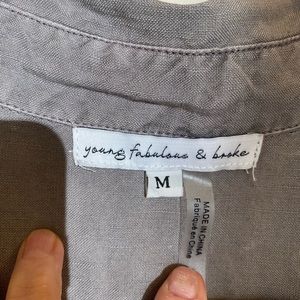 young fabulous & broke
M
MADE IN CHINA
Fabriqué en Chine